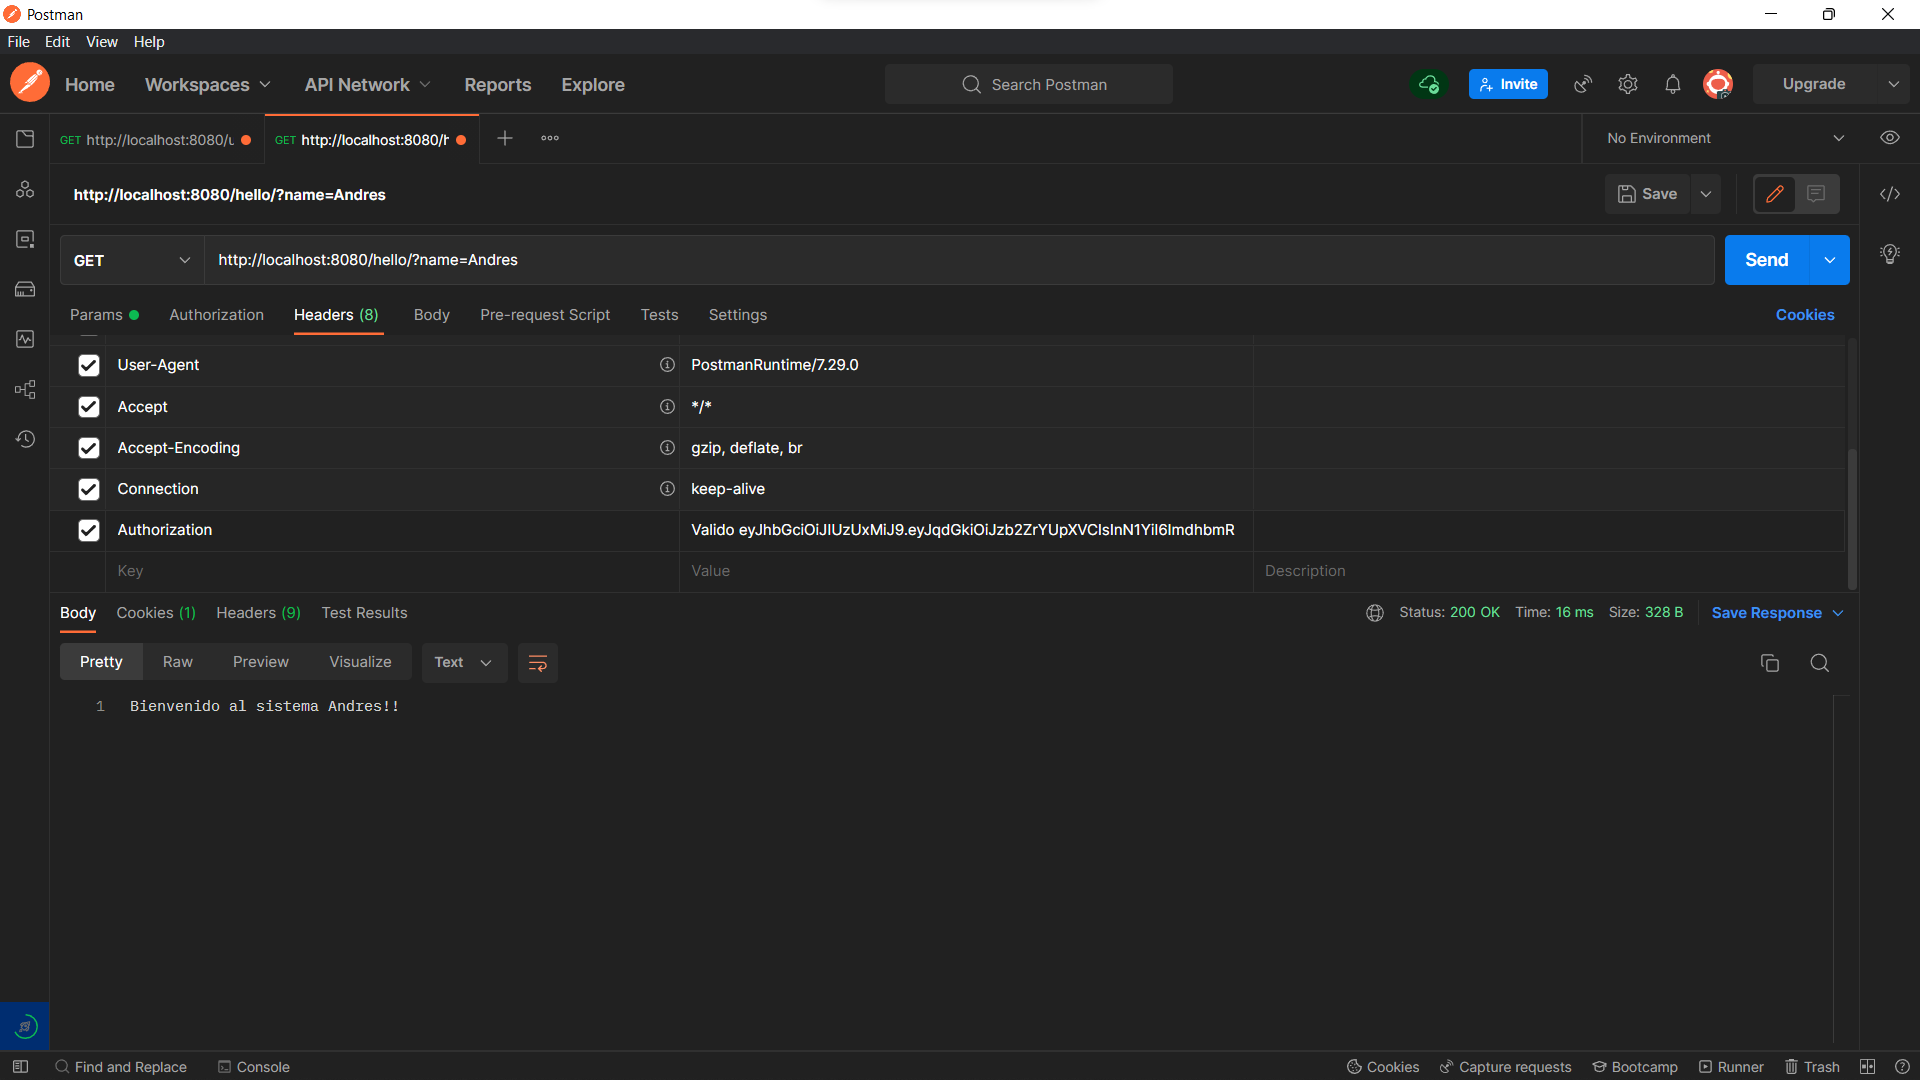 Postman
File Edit View Help
Home Workspaces API Network Reports Explore Search Postman Invite Upgrade
GET http://localhost:8080/u GET http://localhost:8080/h No Environment
http://localhost:8080/hello/?name=Andres Save
GET http://localhost:8080/hello/?name=Andres Send
Params Authorization Headers (8) Body Pre-request Script Tests Settings Cookies
User-Agent PostmanRuntime/7.29.0
Accept */*
Accept-Encoding gzip, deflate, br
Connection keep-alive
Authorization Valido eyJhbGciOiJIUzUxMiJ9.eyJqdGkiOiJzb2ZrYUpXVCIsInN1YiI6ImdhbmR
Key Value Description
Body Cookies (1) Headers (9) Test Results Status: 200 OK Time: 16 ms Size: 328 B Save Response
Pretty Raw Preview Visualize Text
1 Bienvenido al sistema Andres!!
Find and Replace Console Cookies Capture requests Bootcamp Runner Trash